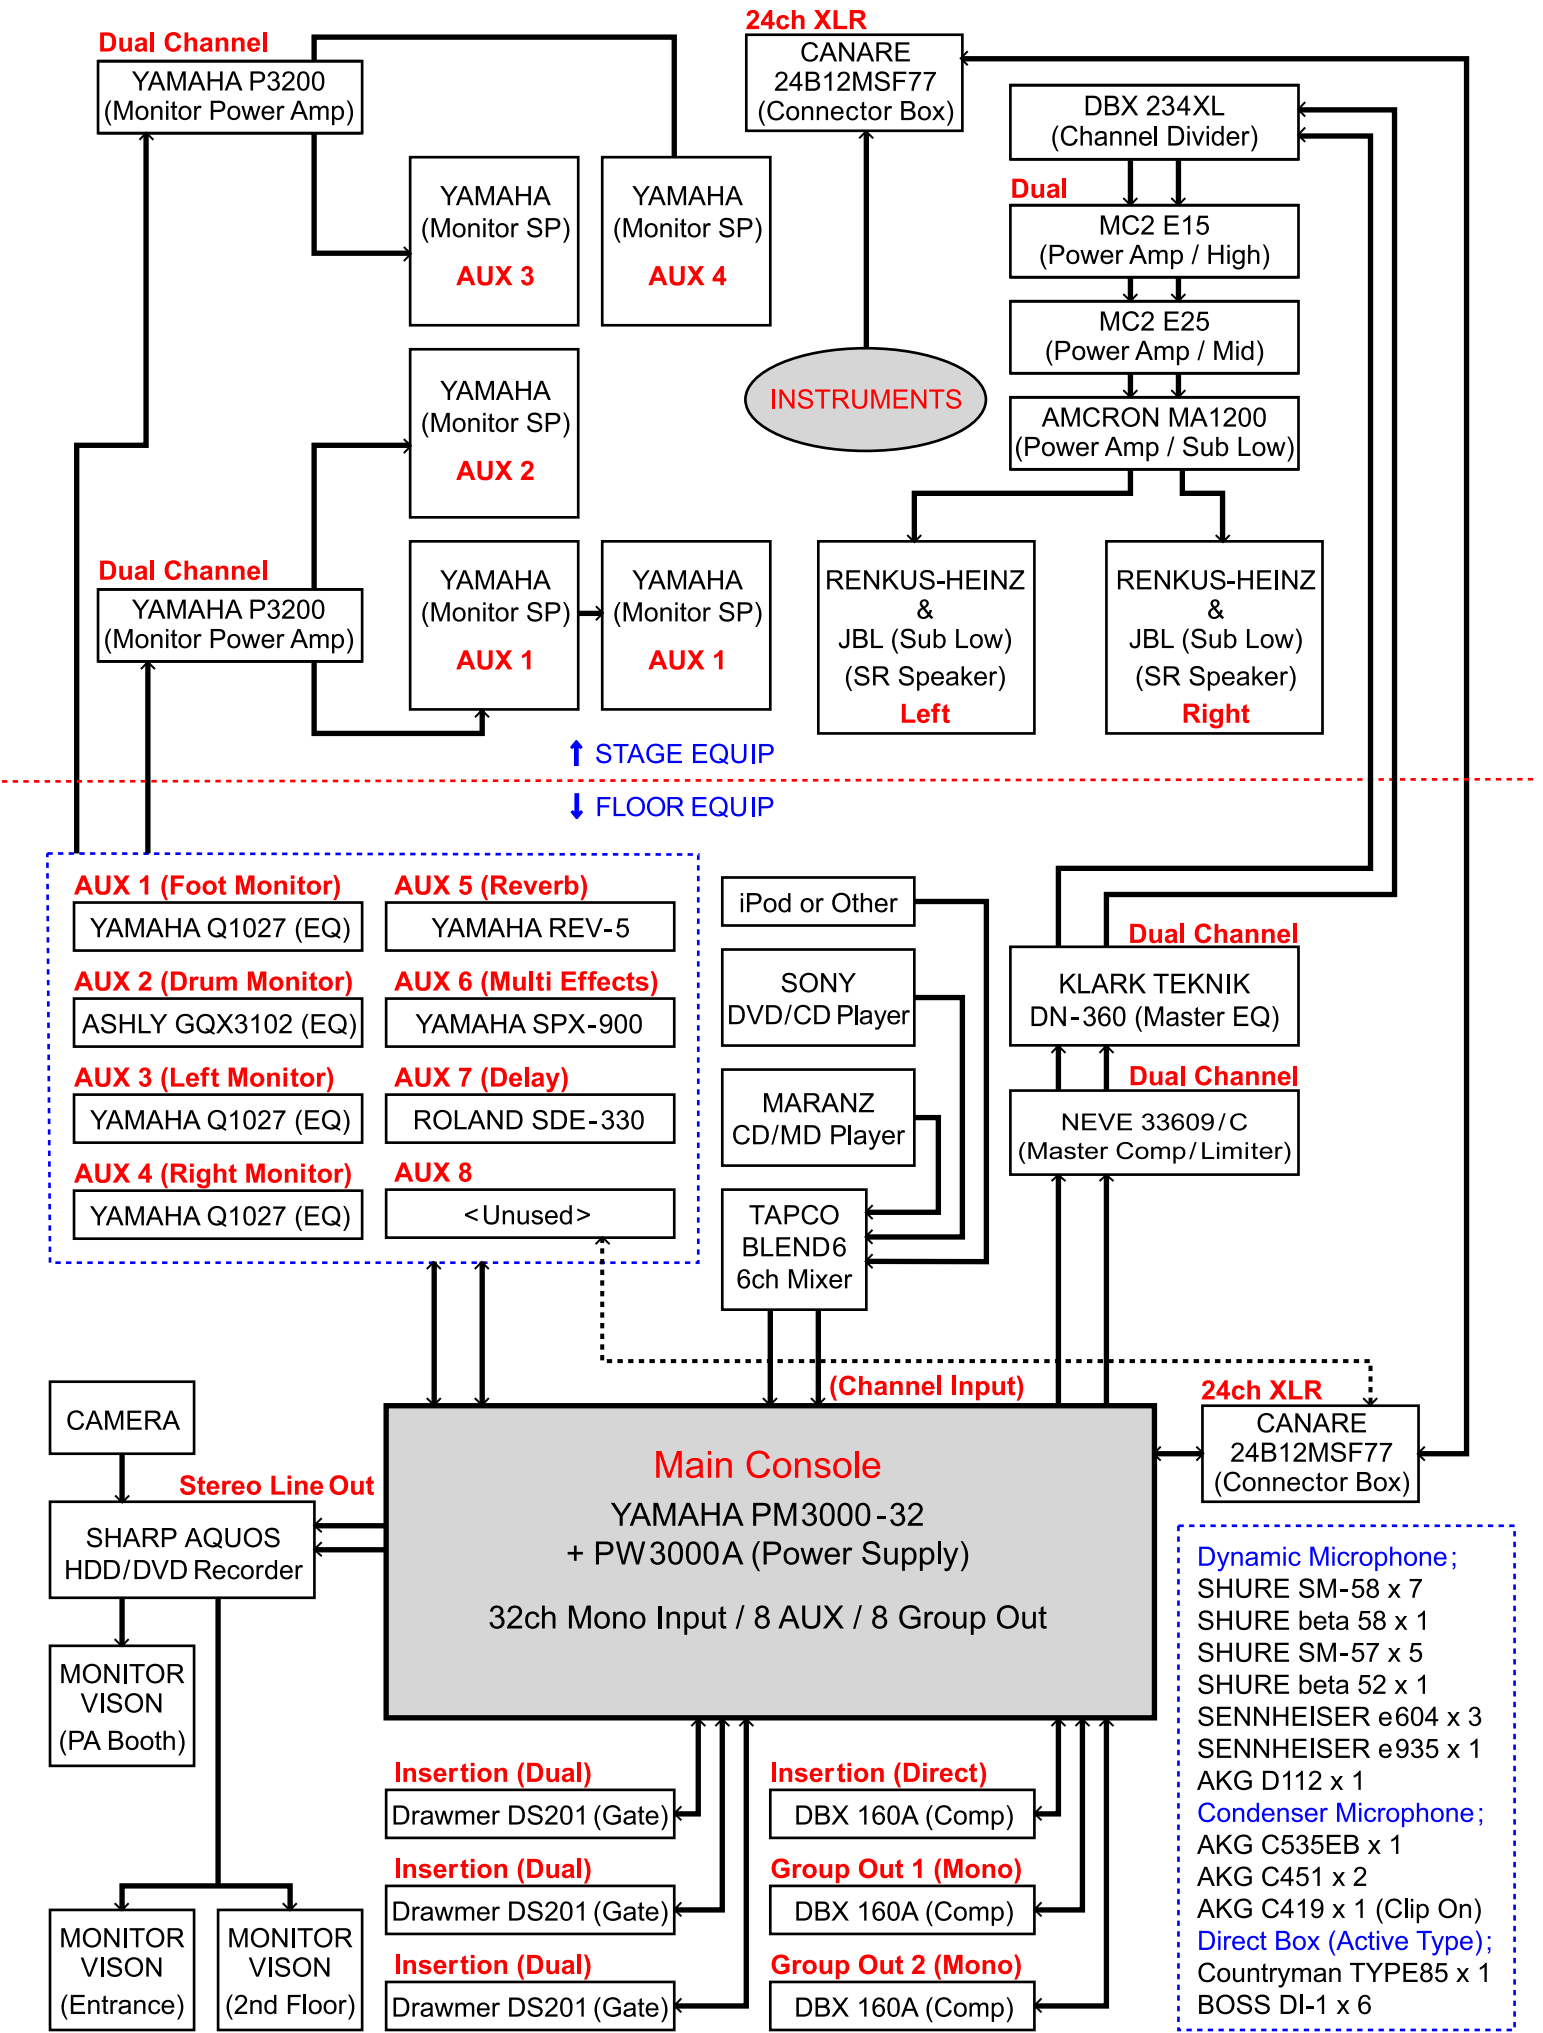 24ch XLR
CANARE
24B12MSF77
(Connector Box)
Dual Channel
YAMAHA P3200
(Monitor Power Amp)
DBX 234XL
(Channel Divider)
YAMAHA
(Monitor SP)
AUX 3
YAMAHA
(Monitor SP)
AUX 4
Dual
MC2 E15
(Power Amp / High)
MC2 E25
(Power Amp / Mid)
YAMAHA
(Monitor SP)
AUX 2
INSTRUMENTS
AMCRON MA1200
(Power Amp / Sub Low)
Dual Channel
YAMAHA P3200
(Monitor Power Amp)
YAMAHA
(Monitor SP)
AUX 1
YAMAHA
(Monitor SP)
AUX 1
RENKUS-HEINZ
&
JBL (Sub Low)
(SR Speaker)
Left
RENKUS-HEINZ
&
JBL (Sub Low)
(SR Speaker)
Right
STAGE EQUIP
FLOOR EQUIP
AUX 1 (Foot Monitor)
YAMAHA Q1027 (EQ)
AUX 2 (Drum Monitor)
ASHLY GQX3102 (EQ)
AUX 3 (Left Monitor)
YAMAHA Q1027 (EQ)
AUX 4 (Right Monitor)
YAMAHA Q1027 (EQ)
AUX 5 (Reverb)
YAMAHA REV-5
AUX 6 (Multi Effects)
YAMAHA SPX-900
AUX 7 (Delay)
ROLAND SDE-330
AUX 8
<Unused>
iPod or Other
SONY
DVD/CD Player
MARANZ
CD/MD Player
TAPCO
BLEND6
6ch Mixer
Dual Channel
KLARK TEKNIK
DN-360 (Master EQ)
Dual Channel
NEVE 33609/C
(Master Comp/Limiter)
(Channel Input)
24ch XLR
CANARE
24B12MSF77
(Connector Box)
CAMERA
Stereo Line Out
SHARP AQUOS
HDD/DVD Recorder
Main Console
YAMAHA PM3000-32
+ PW3000A (Power Supply)
32ch Mono Input / 8 AUX / 8 Group Out
MONITOR
VISON
(PA Booth)
MONITOR
VISON
(Entrance)
MONITOR
VISON
(2nd Floor)
Insertion (Dual)
Drawmer DS201 (Gate)
Insertion (Dual)
Drawmer DS201 (Gate)
Insertion (Dual)
Drawmer DS201 (Gate)
Insertion (Direct)
DBX 160A (Comp)
Group Out 1 (Mono)
DBX 160A (Comp)
Group Out 2 (Mono)
DBX 160A (Comp)
Dynamic Microphone;
SHURE SM-58 x 7
SHURE beta 58 x 1
SHURE SM-57 x 5
SHURE beta 52 x 1
SENNHEISER e604 x 3
SENNHEISER e935 x 1
AKG D112 x 1
Condenser Microphone;
AKG C535EB x 1
AKG C451 x 2
AKG C419 x 1 (Clip On)
Direct Box (Active Type);
Countryman TYPE85 x 1
BOSS DI-1 x 6